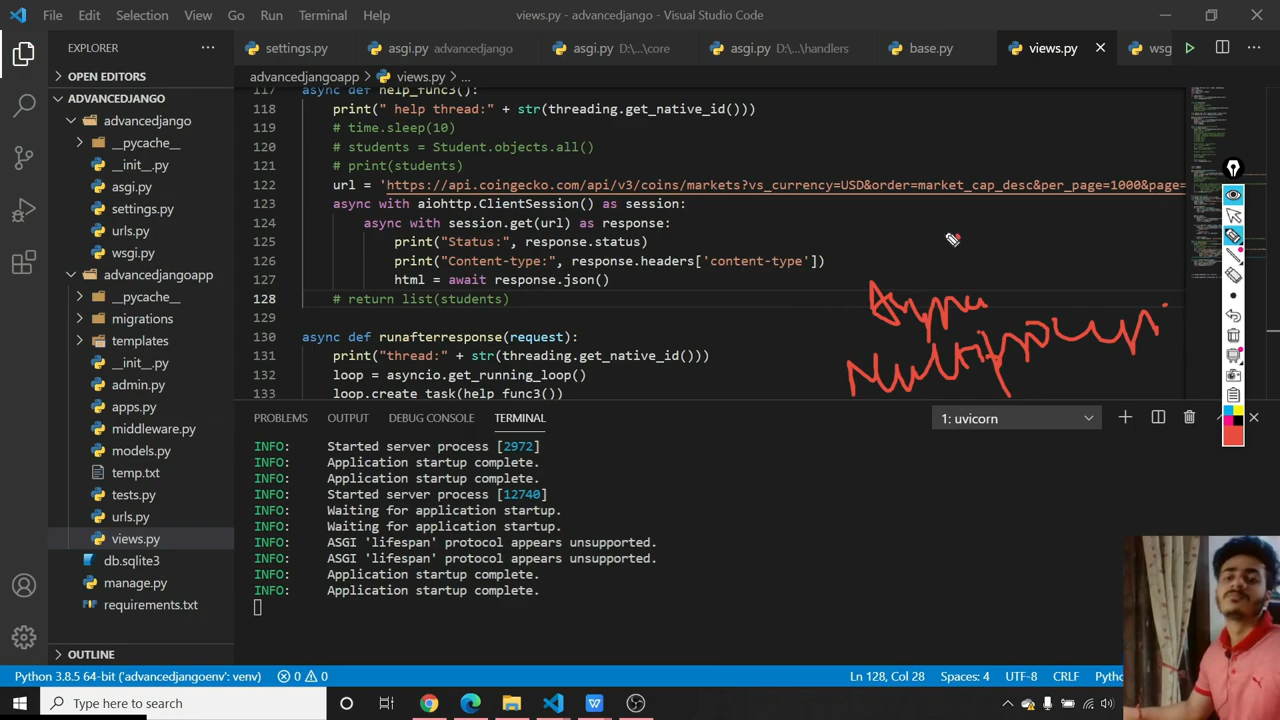 File Edit Selection View Go Run Terminal Help views.py - advancedjango - Visual Studio Code
EXPLORER
settings.py asgi.py advancedjango asgi.py D:\...\core asgi.py D:\...\handlers base.py views.py wsg
OPEN EDITORS
ADVANCEDJANGO
advancedjango
__pycache__
__init__.py
asgi.py
settings.py
urls.py
wsgi.py
advancedjangoapp
__pycache__
migrations
templates
__init__.py
admin.py
apps.py
middleware.py
models.py
temp.txt
tests.py
urls.py
views.py
db.sqlite3
manage.py
requirements.txt
OUTLINE
advancedjangoapp > views.py > ...
117 async def help_func3():
118 print(" help thread:" + str(threading.get_native_id()))
119 # time.sleep(10)
120 # students = Student.objects.all()
121 # print(students)
122 url = 'https://api.coingecko.com/api/v3/coins/markets?vs_currency=USD&order=market_cap_desc&per_page=1000&page=
123 async with aiohttp.ClientSession() as session:
124 async with session.get(url) as response:
125 print("Status:", response.status)
126 print("Content-type:", response.headers['content-type'])
127 html = await response.json()
128 # return list(students)
129
130 async def runafterresponse(request):
131 print("thread:" + str(threading.get_native_id()))
132 loop = asyncio.get_running_loop()
133 loop.create_task(help_func3())
Async
PROBLEMS OUTPUT DEBUG CONSOLE TERMINAL 1: uvicorn
INFO: Started server process [2972]
INFO: Application startup complete.
INFO: Application startup complete.
INFO: Started server process [12740]
INFO: Waiting for application startup.
INFO: Waiting for application startup.
INFO: ASGI 'lifespan' protocol appears unsupported.
INFO: ASGI 'lifespan' protocol appears unsupported.
INFO: Application startup complete.
INFO: Application startup complete.
Python 3.8.5 64-bit ('advancedjangoenv': venv) 0 0 Ln 128, Col 28 Spaces: 4 UTF-8 CRLF Pytho
Type here to search